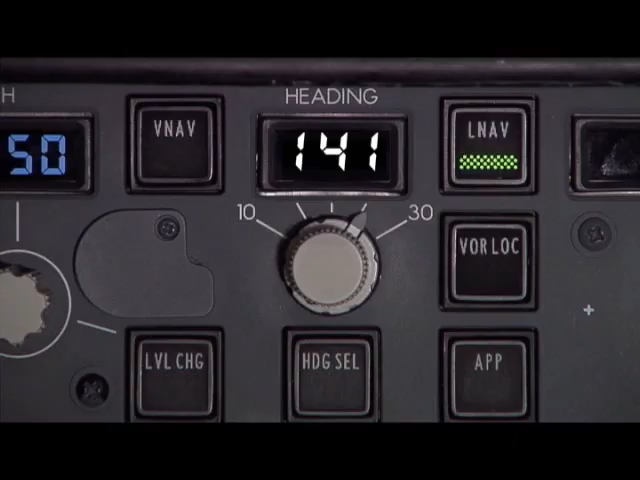 H
HEADING
50
VNAV
141
LNAV
10
30
VOR LOC
LVL CHG
HDG SEL
APP